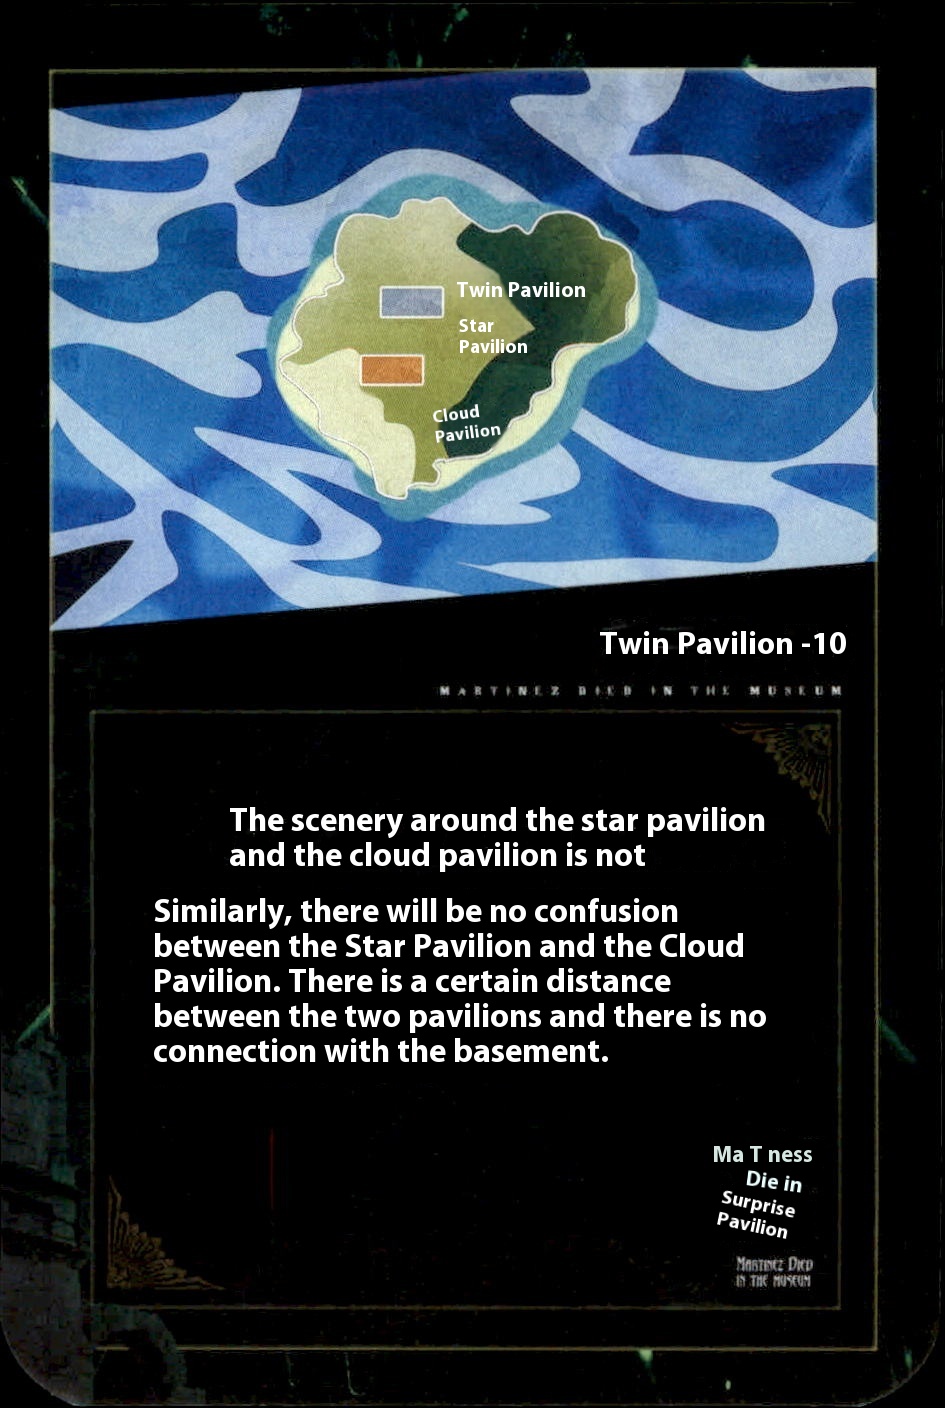 Twin Pavilion
Star
Pavilion
Cloud
Pavilion
Twin Pavilion -10
MARTINEZ DIED IN THE MUSEUM
The scenery around the star pavilion
and the cloud pavilion is not
Similarly, there will be no confusion
between the Star Pavilion and the Cloud
Pavilion. There is a certain distance
between the two pavilions and there is no
connection with the basement.
Ma T ness
Die in
Surprise
Pavilion
MARTINEZ DIED
IN THE MUSEUM